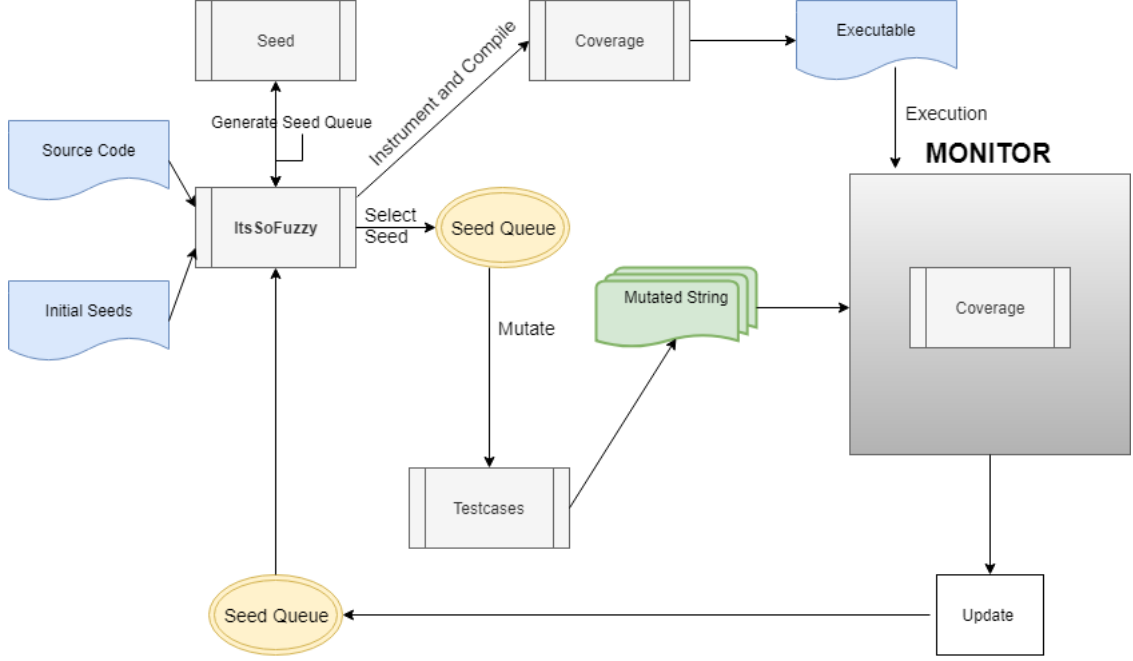 Seed
Coverage
Executable
Instrument and Compile
Generate Seed Queue
Execution
MONITOR
Source Code
ItsSoFuzzy
Select
Seed
Seed Queue
Initial Seeds
Mutate
Mutated String
Coverage
Testcases
Seed Queue
Update